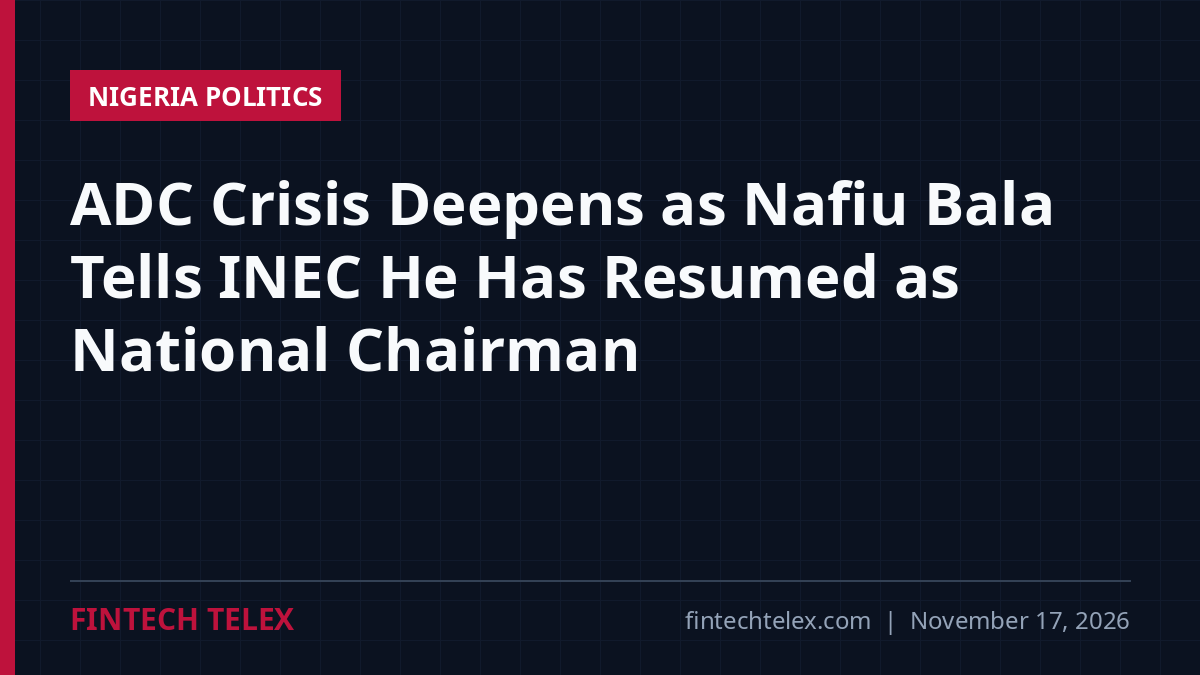 NIGERIA POLITICS
ADC Crisis Deepens as Nafiu Bala
Tells INEC He Has Resumed as
National Chairman
FINTECH TELEX
fintechtelex.com | November 17, 2026